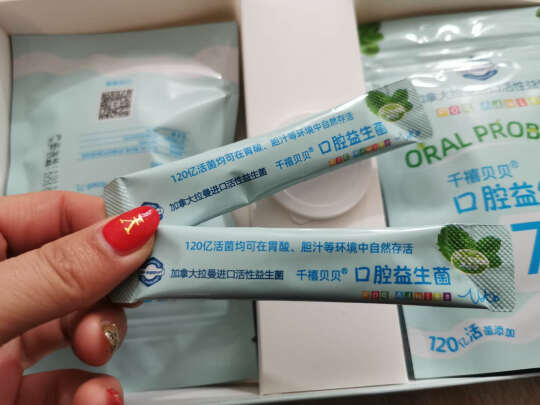 ORAL PROB
千禧贝贝®
口腔益生
7
120亿活菌添加
120亿活菌均可在胃酸、胆汁等环境中自然存活
加拿大拉曼进口活性益生菌
千禧贝贝®
口腔益生菌
120亿活菌均可在胃酸、胆汁等环境中自然存活
加拿大拉曼进口活性益生菌
千禧贝贝®
口腔益生菌